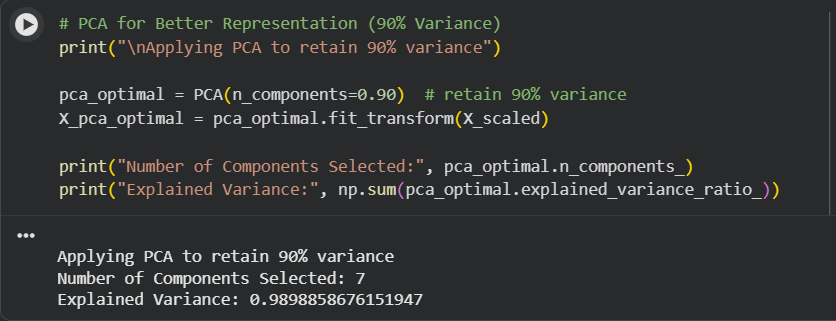 # PCA for Better Representation (90% Variance)
print("\nApplying PCA to retain 90% variance")
pca_optimal = PCA(n_components=0.90)  # retain 90% variance
X_pca_optimal = pca_optimal.fit_transform(X_scaled)
print("Number of Components Selected:", pca_optimal.n_components_)
print("Explained Variance:", np.sum(pca_optimal.explained_variance_ratio_))
...
Applying PCA to retain 90% variance
Number of Components Selected: 7
Explained Variance: 0.9898858676151947